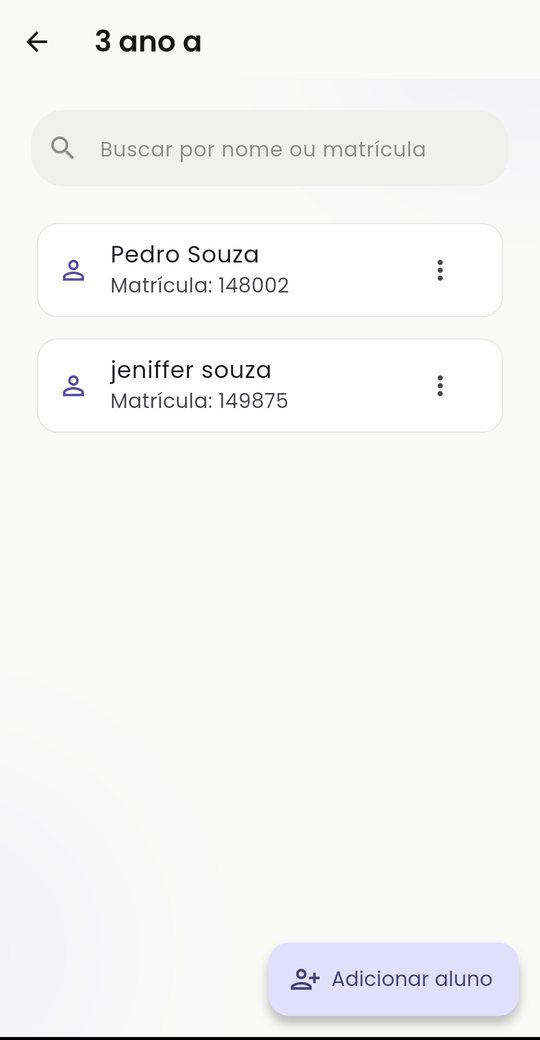 3 ano a
Buscar por nome ou matrícula
Pedro Souza
Matrícula: 148002
jeniffer souza
Matrícula: 149875
Adicionar aluno